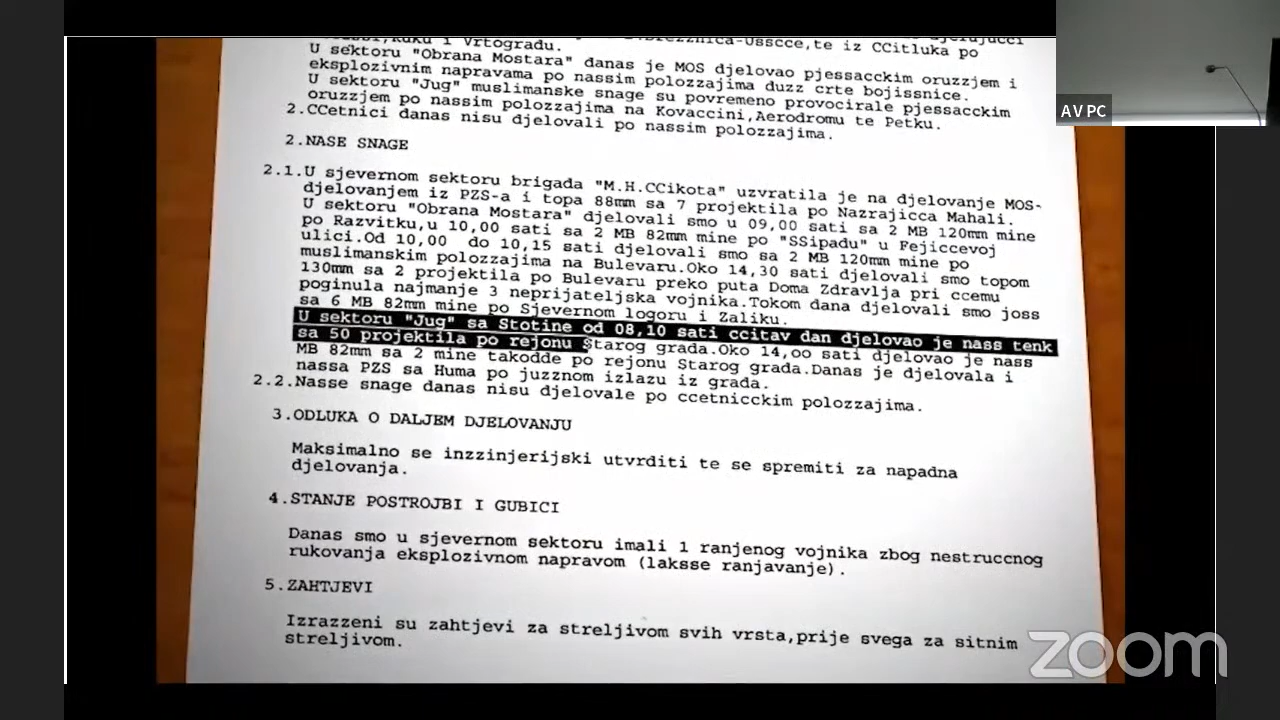 ,Ruku i Vrtogradu. Brezznica-Usscce,te iz CCitluka po
U sektoru "Obrana Mostara" danas je MOS djelovao pjessacckim oruzzjem i
eksplozivnim napravama po nassim polozzajima duzz crte bojissnice.
U sektoru "Jug" muslimanske snage su povremeno provocirale pjessacckim
oruzzjem po nassim polozzajima na Kovaccini,Aerodromu te Petku.
2.CCetnici danas nisu djelovali po nassim polozzajima.
2.NASE SNAGE
2.1.U sjevernom sektoru brigada "M.H.CCikota" uzvratila je na djelovanje MOS-
djelovanjem iz PZS-a i topa 88mm sa 7 projektila po Nazrajicca Mahali.
U sektoru "Obrana Mostara" djelovali smo u 09,00 sati sa 2 MB 120mm mine
po Razvitku,u 10,00 sati sa 2 MB 82mm mine po "SSipadu" u Fejiccevoj
ulici.Od 10,00 do 10,15 sati djelovali smo sa 2 MB 120mm mine po
muslimanskim polozzajima na Bulevaru.Oko 14,30 sati djelovali smo topom
130mm sa 2 projektila po Bulevaru preko puta Doma Zdravlja pri ccemu
poginula najmanje 3 neprijateljska vojnika.Tokom dana djelovali smo joss
sa 6 MB 82mm mine po Sjevernom logoru i Zaliku.
U sektoru "Jug" sa Stotine od 08,10 sati ccitav dan djelovao je nass tenk
sa 50 projektila po rejonu Starog grada.Oko 14,oo sati djelovao je nass
MB 82mm sa 2 mine takodde po rejonu Starog grada.Danas je djelovala i
nassa PZS sa Huma po juzznom izlazu iz grada.
2.2.Nasse snage danas nisu djelovale po ccetnicckim polozzajima.
3.ODLUKA O DALJEM DJELOVANJU
Maksimalno se inzzinjerijski utvrditi te se spremiti za napadna
djelovanja.
4.STANJE POSTROJBI I GUBICI
Danas smo u sjevernom sektoru imali 1 ranjenog vojnika zbog nestruccnog
rukovanja eksplozivnom napravom (laksse ranjavanje).
5.ZAHTJEVI
Izrazzeni su zahtjevi za streljivom svih vrsta,prije svega za sitnim
streljivom.
AV PC
zoom